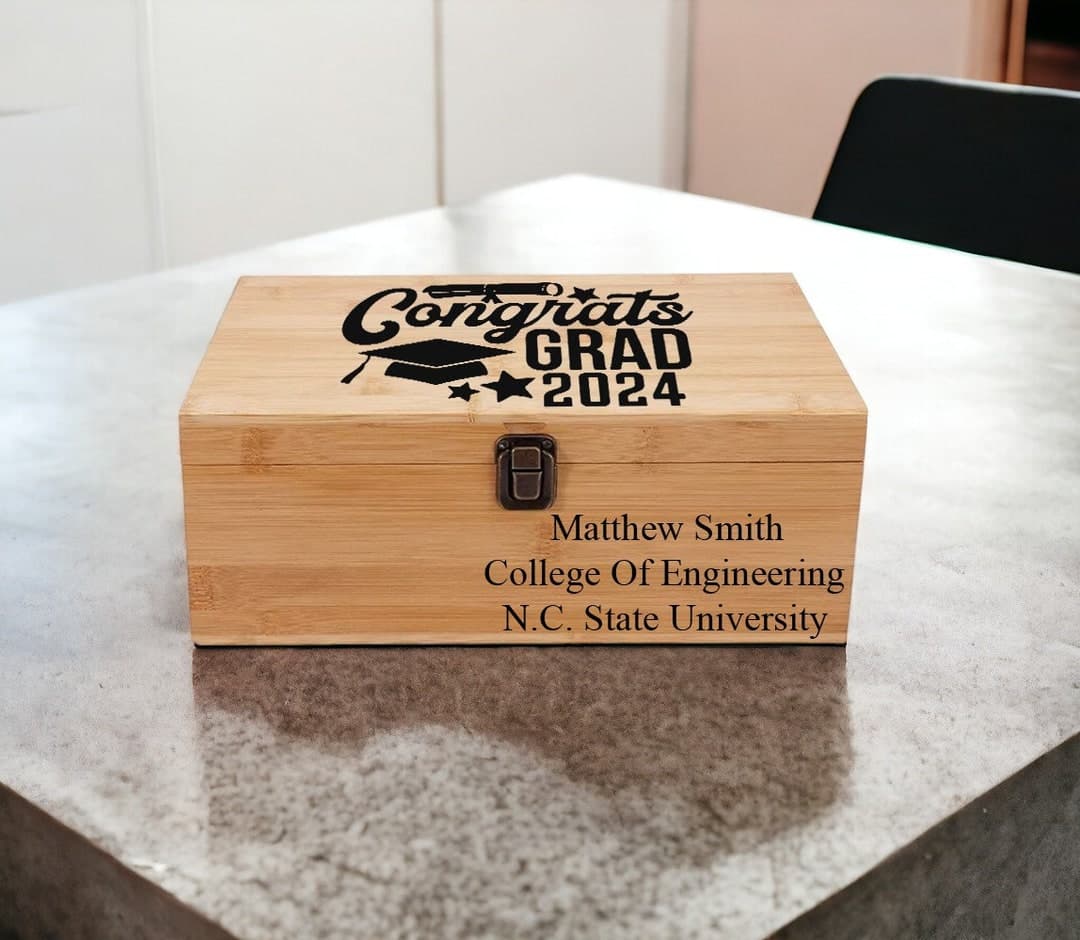 Congrats
GRAD
2024
Matthew Smith
College Of Engineering
N.C. State University